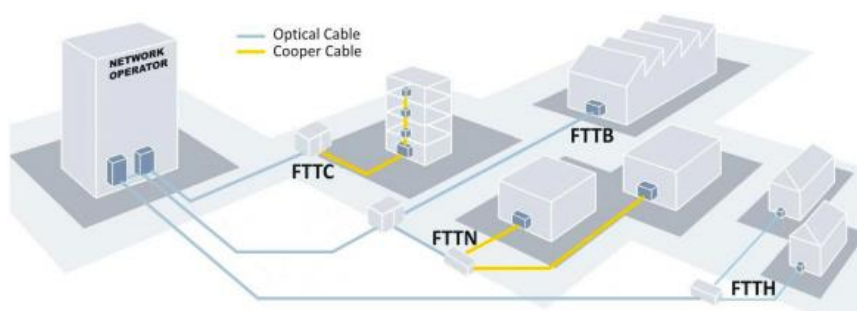 Optical Cable
Cooper Cable
NETWORK
OPERATOR
FTTB
FTTC
FTTN
FTTH